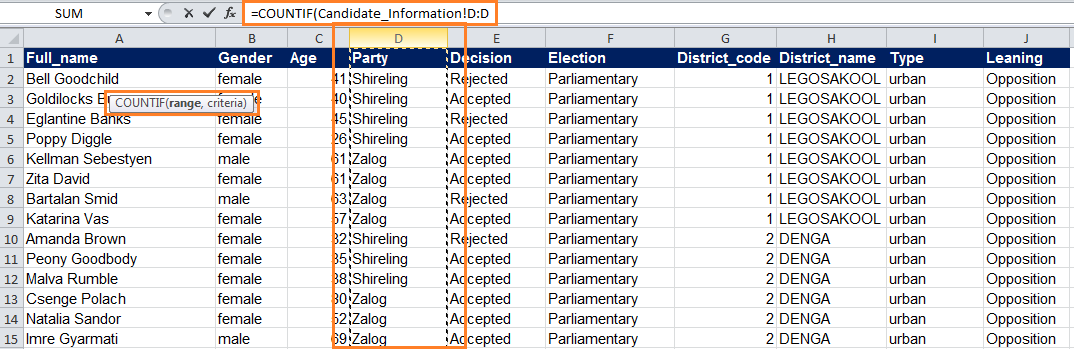 SUM =COUNTIF(Candidate_Information!D:D
A B C D E F G H I J
1 Full_name Gender Age Party Decision Election District_code District_name Type Leaning
2 Bell Goodchild female 41 Shireling Rejected Parliamentary 1 LEGOSAKOOL urban Opposition
3 Goldilocks female 40 Shireling Accepted Parliamentary 1 LEGOSAKOOL urban Opposition
COUNTIF(range, criteria)
4 Eglantine Banks female 45 Shireling Rejected Parliamentary 1 LEGOSAKOOL urban Opposition
5 Poppy Diggle female 26 Shireling Accepted Parliamentary 1 LEGOSAKOOL urban Opposition
6 Kellman Sebestyen male 61 Zalog Accepted Parliamentary 1 LEGOSAKOOL urban Opposition
7 Zita David female 61 Zalog Accepted Parliamentary 1 LEGOSAKOOL urban Opposition
8 Bartalan Smid male 63 Zalog Rejected Parliamentary 1 LEGOSAKOOL urban Opposition
9 Katarina Vas female 57 Zalog Accepted Parliamentary 1 LEGOSAKOOL urban Opposition
10 Amanda Brown female 32 Shireling Rejected Parliamentary 2 DENGA urban Opposition
11 Peony Goodbody female 35 Shireling Accepted Parliamentary 2 DENGA urban Opposition
12 Malva Rumble female 38 Shireling Accepted Parliamentary 2 DENGA urban Opposition
13 Csenge Polach female 30 Zalog Accepted Parliamentary 2 DENGA urban Opposition
14 Natalia Sandor female 52 Zalog Accepted Parliamentary 2 DENGA urban Opposition
15 Imre Gyarmati male 69 Zalog Accepted Parliamentary 2 DENGA urban Opposition